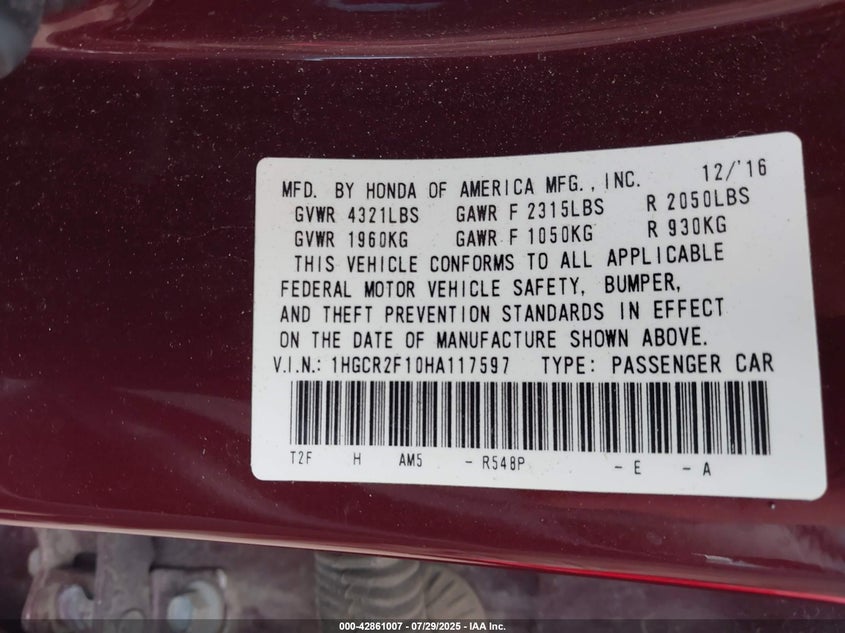 MFD. BY HONDA OF AMERICA MFG., INC. 12/'16
GVWR 4321LBS GAWR F 2315LBS R 2050LBS
GVWR 1960KG GAWR F 1050KG R 930KG
THIS VEHICLE CONFORMS TO ALL APPLICABLE
FEDERAL MOTOR VEHICLE SAFETY, BUMPER,
AND THEFT PREVENTION STANDARDS IN EFFECT
ON THE DATE OF MANUFACTURE SHOWN ABOVE.
V.I.N.: 1HGCR2F10HA117597 TYPE: PASSENGER CAR
T2F H AM5 - R548P - E - A
000-42861007 / 07/29/2025 - IAA Inc.